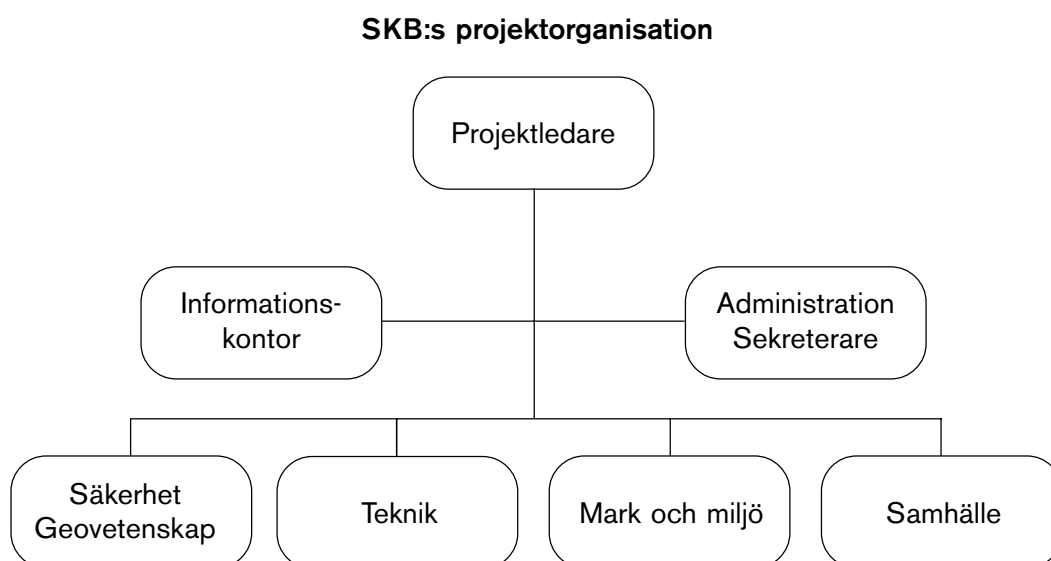 SKB:s projektorganisation
Projektledare
Informations-
kontor
Administration
Sekreterare
Säkerhet
Geovetenskap
Teknik
Mark och miljö
Samhälle